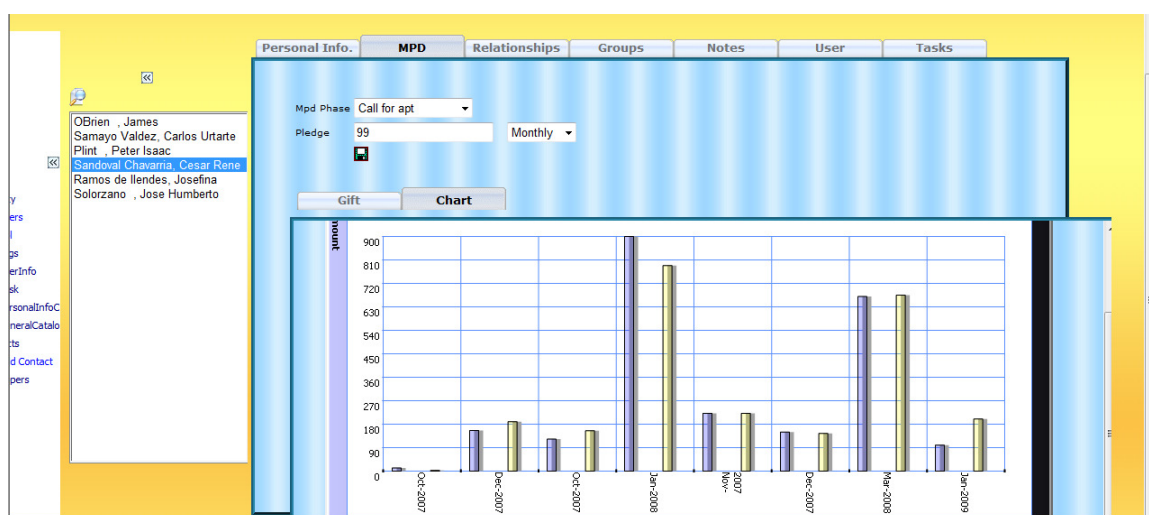 Personal Info. MPD Relationships Groups Notes User Tasks
Mpd Phase Call for apt
Pledge 99 Monthly
OBrien , James
Samayo Valdez, Carlos Urtarte
Plint , Peter Isaac
Sandoval Chavarria, Cesar Rene
Ramos de Ilendes, Josefina
Solorzano , Jose Humberto
y
ers
l
gs
erInfo
sk
rsonalInfoC
neralCatalo
ts
d Contact
pers
Gift Chart
mount
900
810
720
630
540
450
360
270
180
90
0
Oct-2007
Dec-2007
Oct-2007
Jan-2008
Nov-
2007
Dec-2007
Mar-2008
Jan-2009